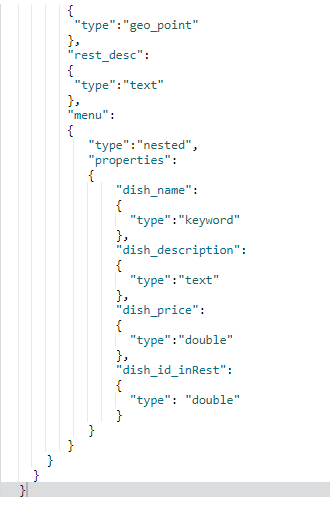 {
"type":"geo_point"
},
"rest_desc":
{
"type":"text"
},
"menu":
{
"type":"nested",
"properties":
{
"dish_name":
{
"type":"keyword"
},
"dish_description":
{
"type":"text"
},
"dish_price":
{
"type":"double"
},
"dish_id_inRest":
{
"type": "double"
}
}
}
}
}
}